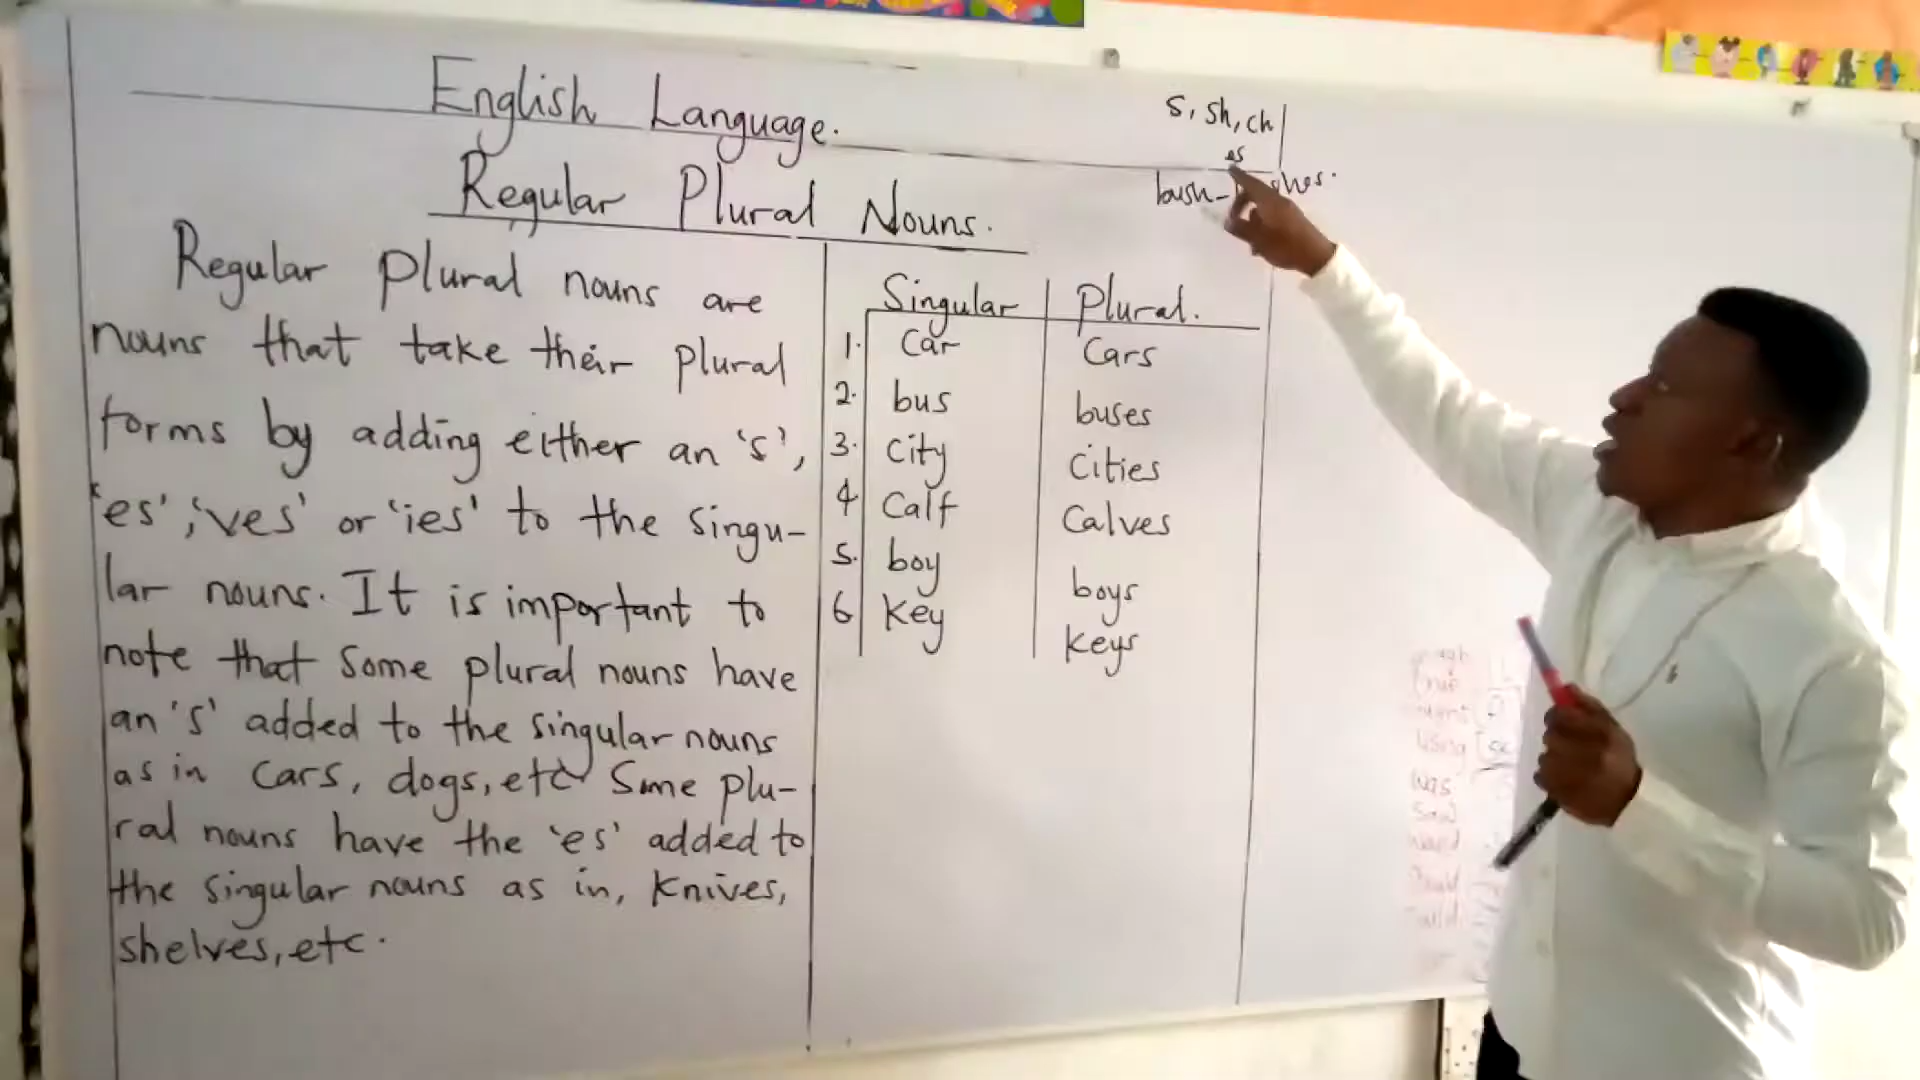 English Language.
Regular Plural Nouns.
s, sh, ch
es
bush -
Regular Plural nouns are
nouns that take their plural
forms by adding either an 's',
'es', 'ves' or 'ies' to the singu-
lar nouns. It is important to
note that some plural nouns have
an 's' added to the singular nouns
as in cars, dogs, etc Some plu-
ral nouns have the 'es' added to
the singular nouns as in, knives,
shelves, etc.
Singular Plural.
1. Car Cars
2. bus buses
3. City Cities
4 Calf Calves
5. boy boys
6 Key Keys
using
was
saw